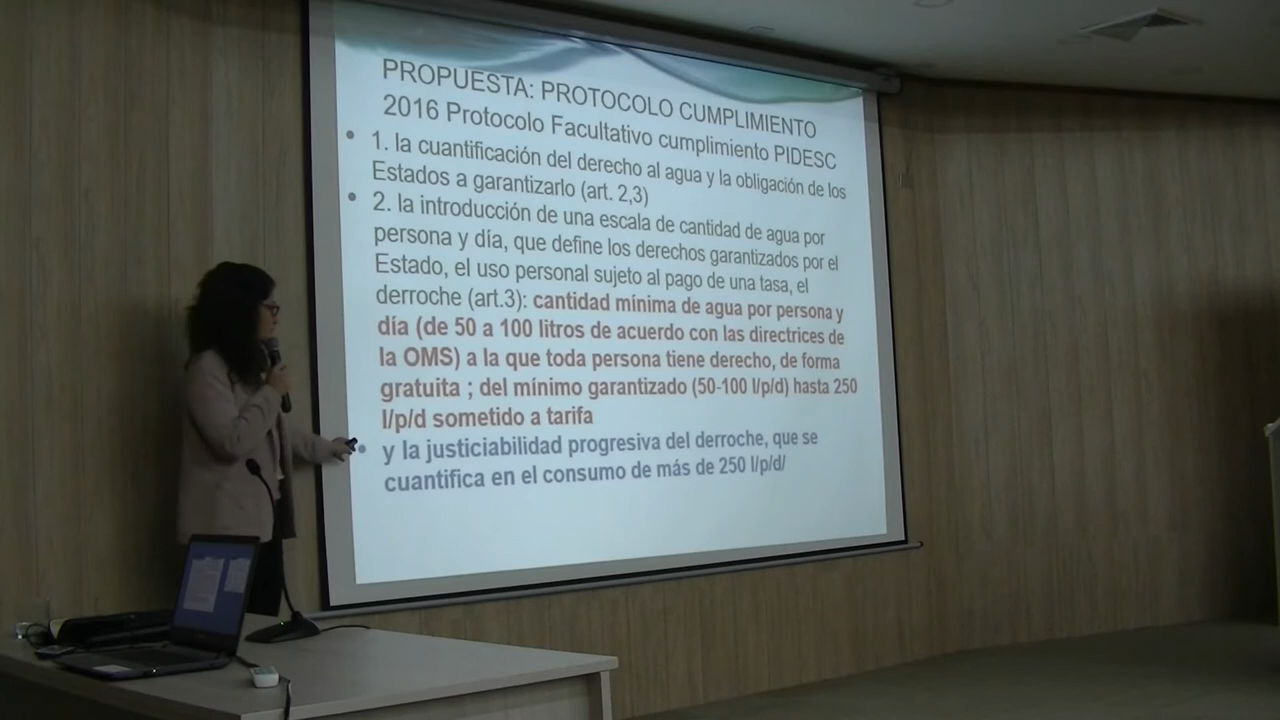 PROPUESTA: PROTOCOLO CUMPLIMIENTO
2016 Protocolo Facultativo cumplimiento PIDESC
• 1. la cuantificación del derecho al agua y la obligación de los
Estados a garantizarlo (art. 2,3)
• 2. la introducción de una escala de cantidad de agua por
persona y día, que define los derechos garantizados por el
Estado, el uso personal sujeto al pago de una tasa, el
derroche (art.3): cantidad mínima de agua por persona y
día (de 50 a 100 litros de acuerdo con las directrices de
la OMS) a la que toda persona tiene derecho, de forma
gratuita ; del mínimo garantizado (50-100 l/p/d) hasta 250
l/p/d sometido a tarifa
• y la justiciabilidad progresiva del derroche, que se
cuantifica en el consumo de más de 250 l/p/d/